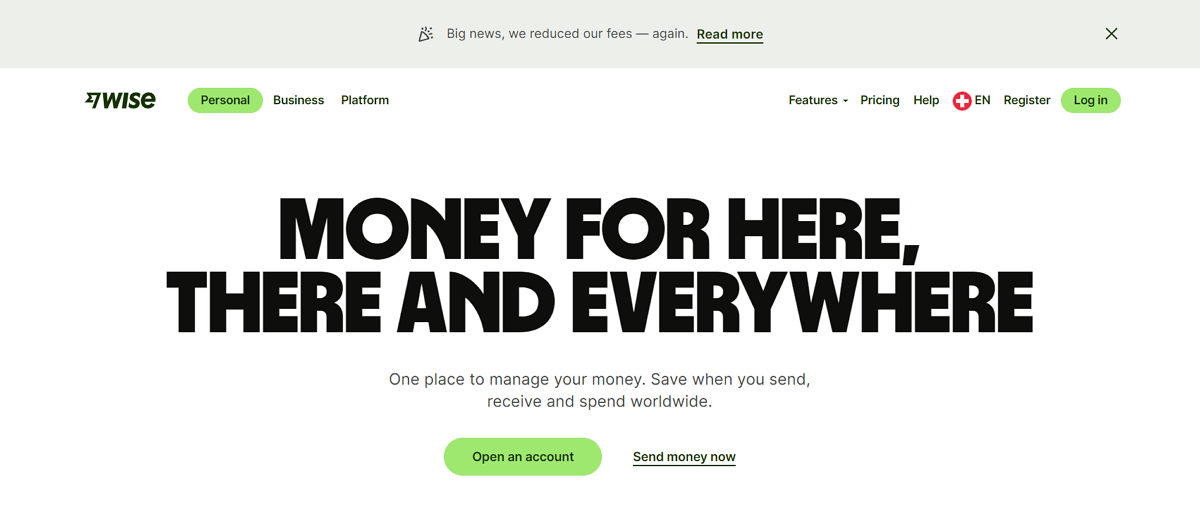 Big news, we reduced our fees — again. Read more
WISE
Personal Business Platform
Features Pricing Help EN Register Log in
MONEY FOR HERE,
THERE AND EVERYWHERE
One place to manage your money. Save when you send,
receive and spend worldwide.
Open an account Send money now